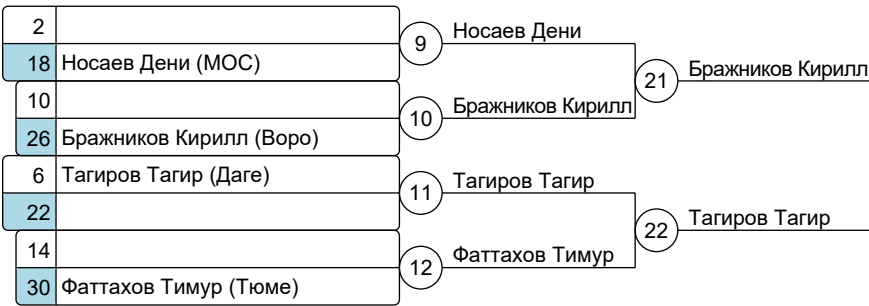 2
9 Носаев Дени
18 Носаев Дени (МОС)
21 Бражников Кирилл
10
10 Бражников Кирилл
26 Бражников Кирилл (Воро)
6 Тагиров Тагир (Даге)
11 Тагиров Тагир
22
22 Тагиров Тагир
14
12 Фаттахов Тимур
30 Фаттахов Тимур (Тюме)